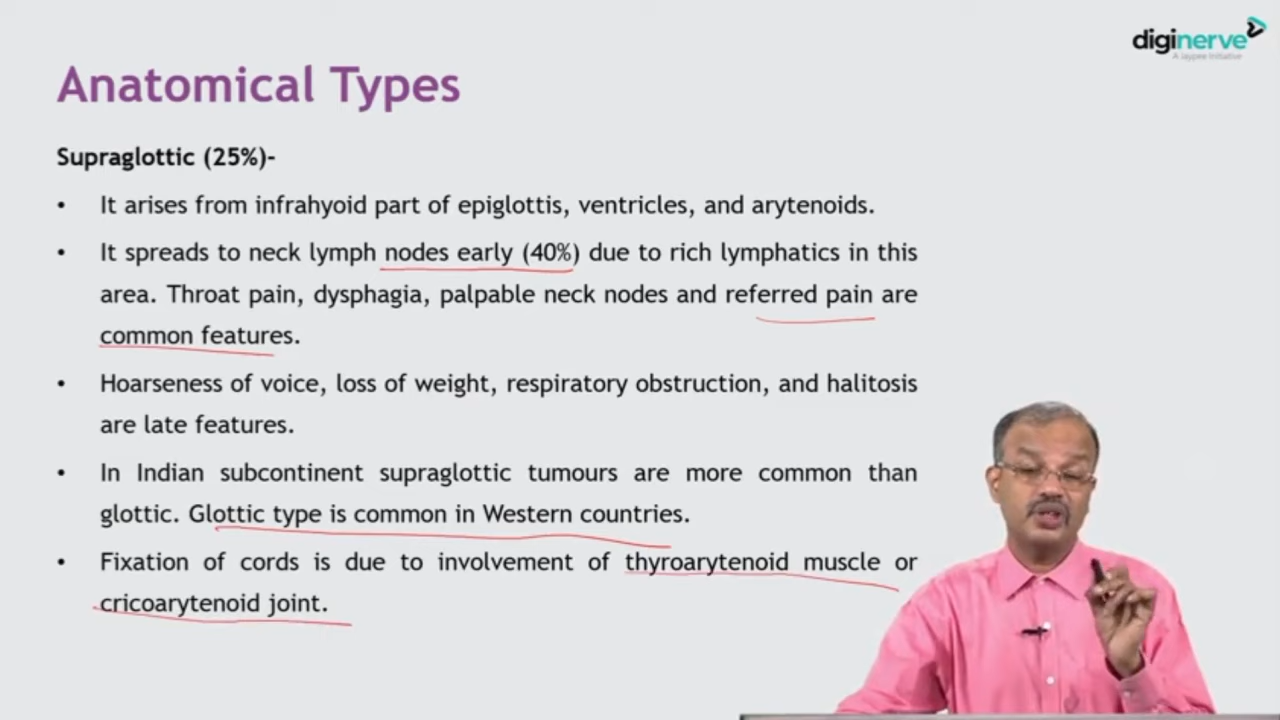 diginerve
A Jaypee Initiative
Anatomical Types
Supraglottic (25%)-
• It arises from infrahyoid part of epiglottis, ventricles, and arytenoids.
• It spreads to neck lymph nodes early (40%) due to rich lymphatics in this
area. Throat pain, dysphagia, palpable neck nodes and referred pain are
common features.
• Hoarseness of voice, loss of weight, respiratory obstruction, and halitosis
are late features.
• In Indian subcontinent supraglottic tumours are more common than
glottic. Glottic type is common in Western countries.
• Fixation of cords is due to involvement of thyroarytenoid muscle or
cricoarytenoid joint.